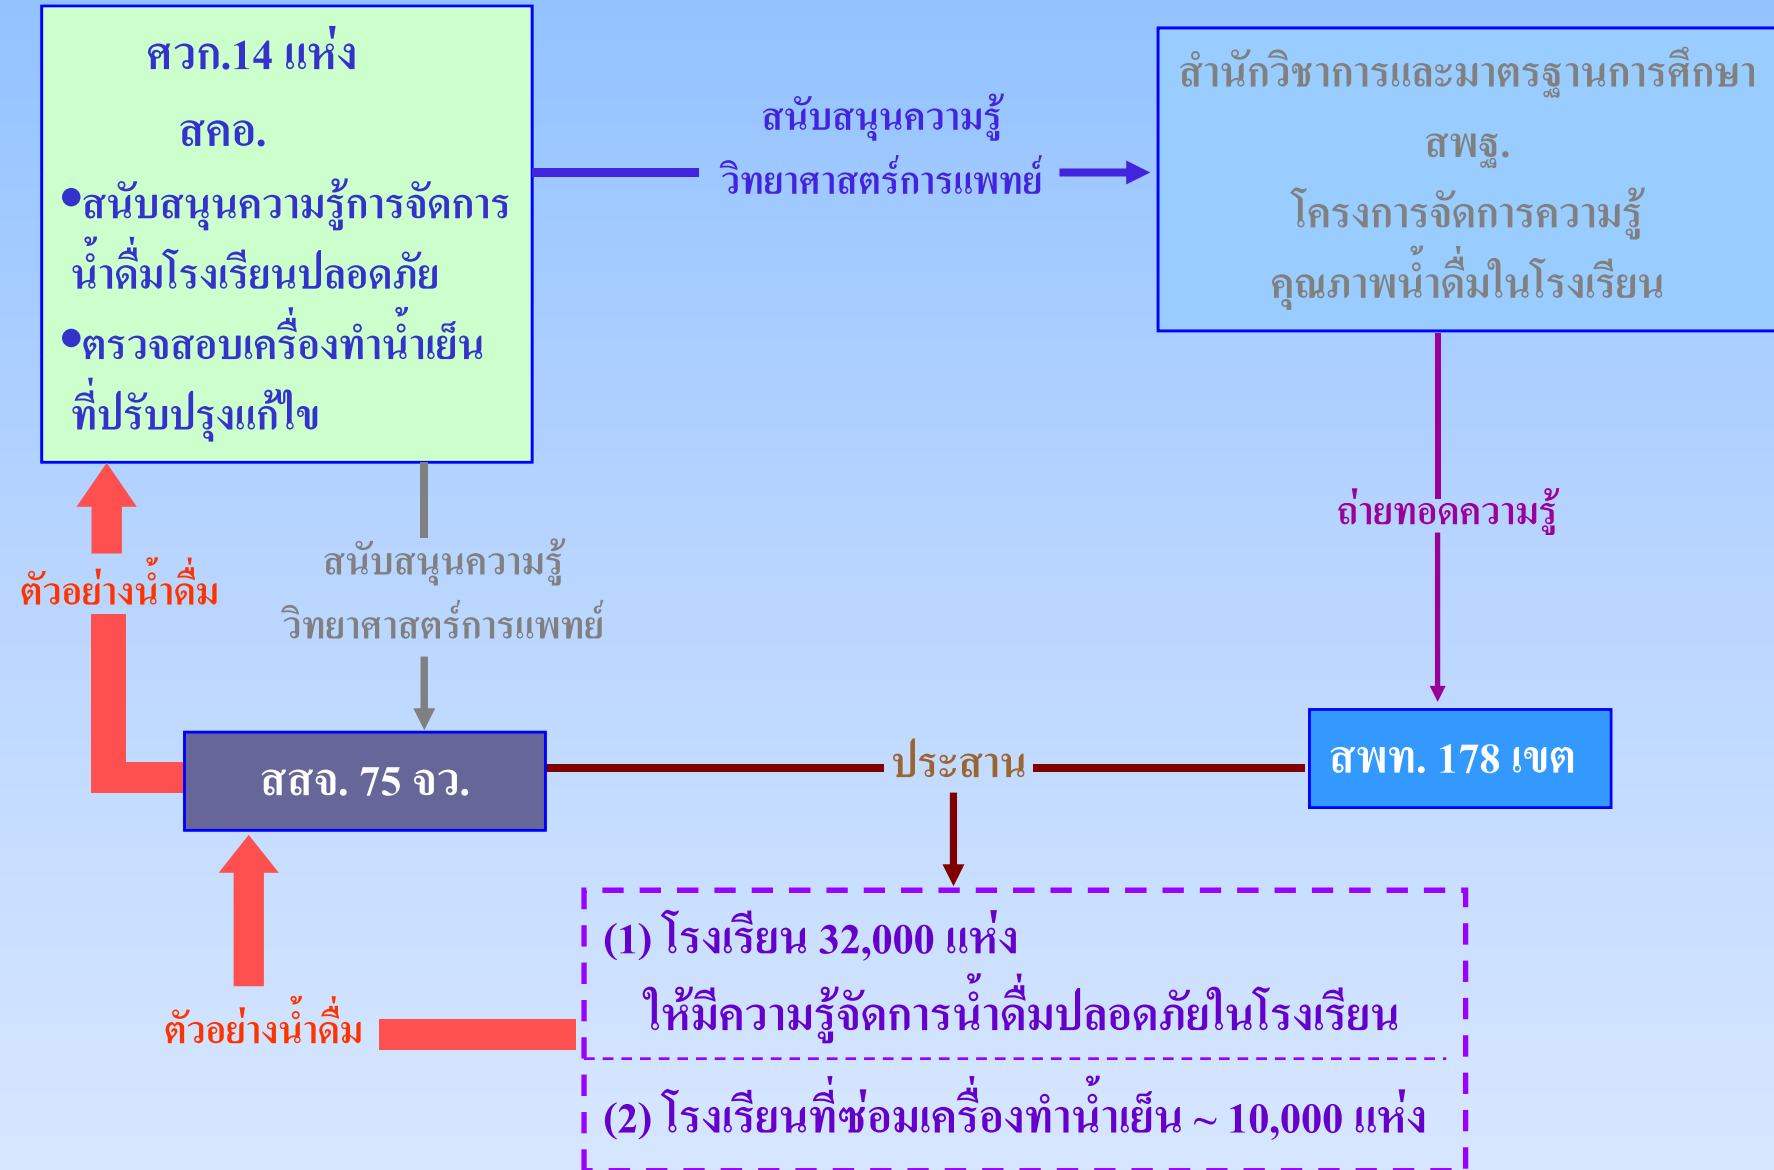 ศวก.14 แห่ง
สคอ.
•สนับสนุนความรู้การจัดการ
น้ำดื่มโรงเรียนปลอดภัย
•ตรวจสอบเครื่องทำน้ำเย็น
ที่ปรับปรุงแก้ไข
สนับสนุนความรู้
วิทยาศาสตร์การแพทย์
สำนักวิชาการและมาตรฐานการศึกษา
สพฐ.
โครงการจัดการความรู้
คุณภาพน้ำดื่มในโรงเรียน
ถ่ายทอดความรู้
ตัวอย่างน้ำดื่ม
สนับสนุนความรู้
วิทยาศาสตร์การแพทย์
สสจ. 75 จว.
ประสาน
สพท. 178 เขต
(1) โรงเรียน 32,000 แห่ง
ให้มีความรู้จัดการน้ำดื่มปลอดภัยในโรงเรียน
ตัวอย่างน้ำดื่ม
(2) โรงเรียนที่ซ่อมเครื่องทำน้ำเย็น ~ 10,000 แห่ง